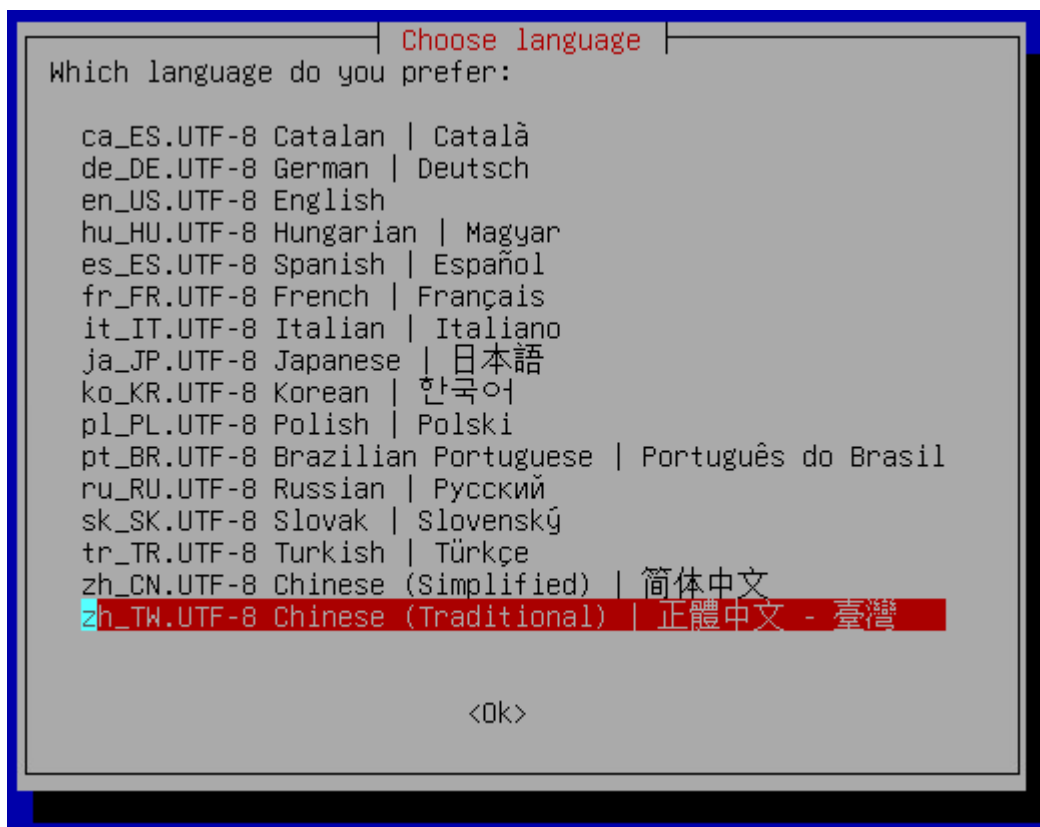 Choose language
Which language do you prefer:
ca_ES.UTF-8 Catalan | Català
de_DE.UTF-8 German | Deutsch
en_US.UTF-8 English
hu_HU.UTF-8 Hungarian | Magyar
es_ES.UTF-8 Spanish | Español
fr_FR.UTF-8 French | Français
it_IT.UTF-8 Italian | Italiano
ja_JP.UTF-8 Japanese | 日本語
ko_KR.UTF-8 Korean | 한국어
pl_PL.UTF-8 Polish | Polski
pt_BR.UTF-8 Brazilian Portuguese | Português do Brasil
ru_RU.UTF-8 Russian | Русский
sk_SK.UTF-8 Slovak | Slovenský
tr_TR.UTF-8 Turkish | Türkçe
zh_CN.UTF-8 Chinese (Simplified) | 简体中文
zh_TW.UTF-8 Chinese (Traditional) | 正體中文 - 臺灣
<Ok>